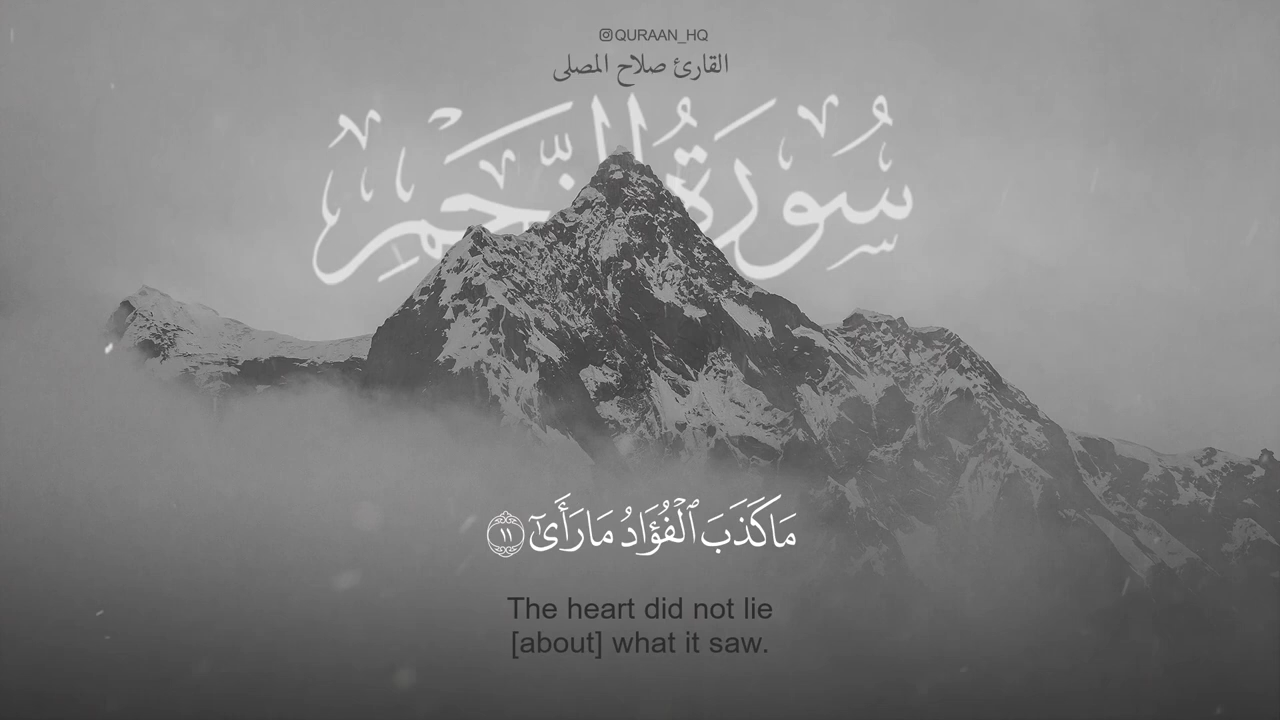 QURAAN_HQ
القارئ صلاح المصلى
سُورَةُ النَّجْمِ
مَا كَذَبَ ٱلْفُؤَادُ مَا رَأَىٰٓ ١١
The heart did not lie
[about] what it saw.